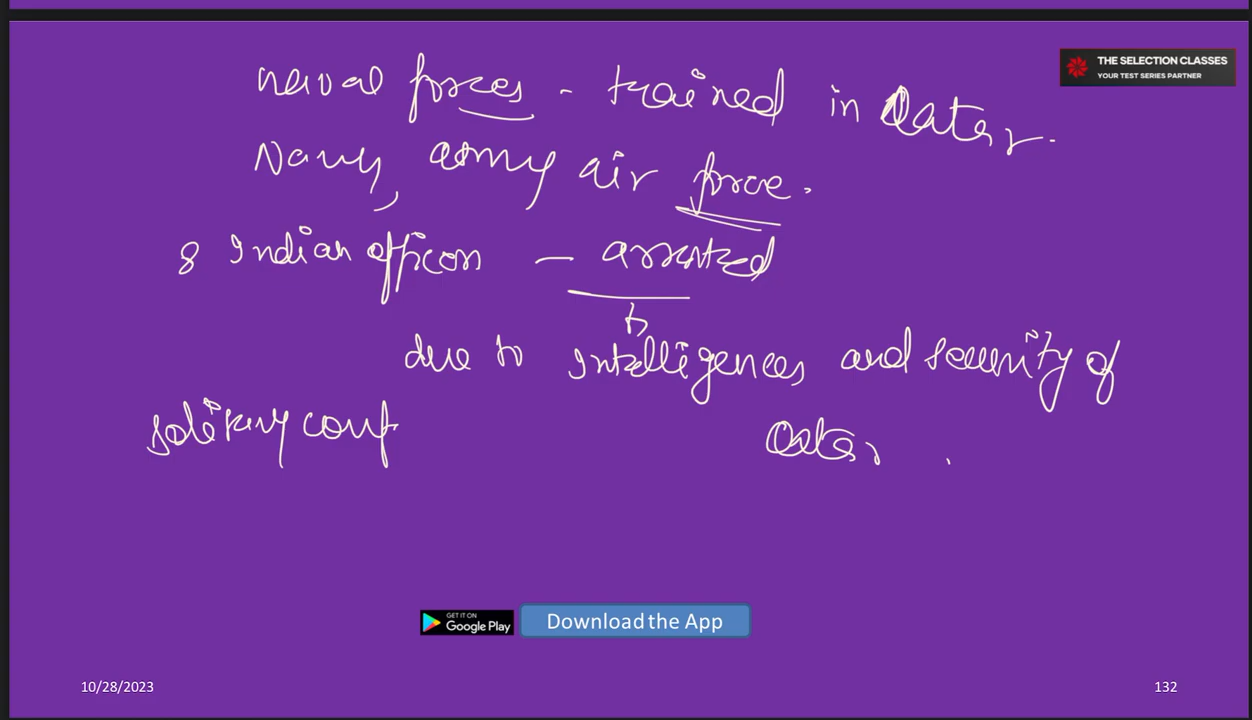 THE SELECTION CLASSES
YOUR TEST SERIES PARTNER
naval forces - trained in Qatar.
Navy, army air force.
8 Indian officers — arrested
due to intelligences and security of
solitary conf
Qatar
GET IT ON
Google Play
Download the App
10/28/2023
132